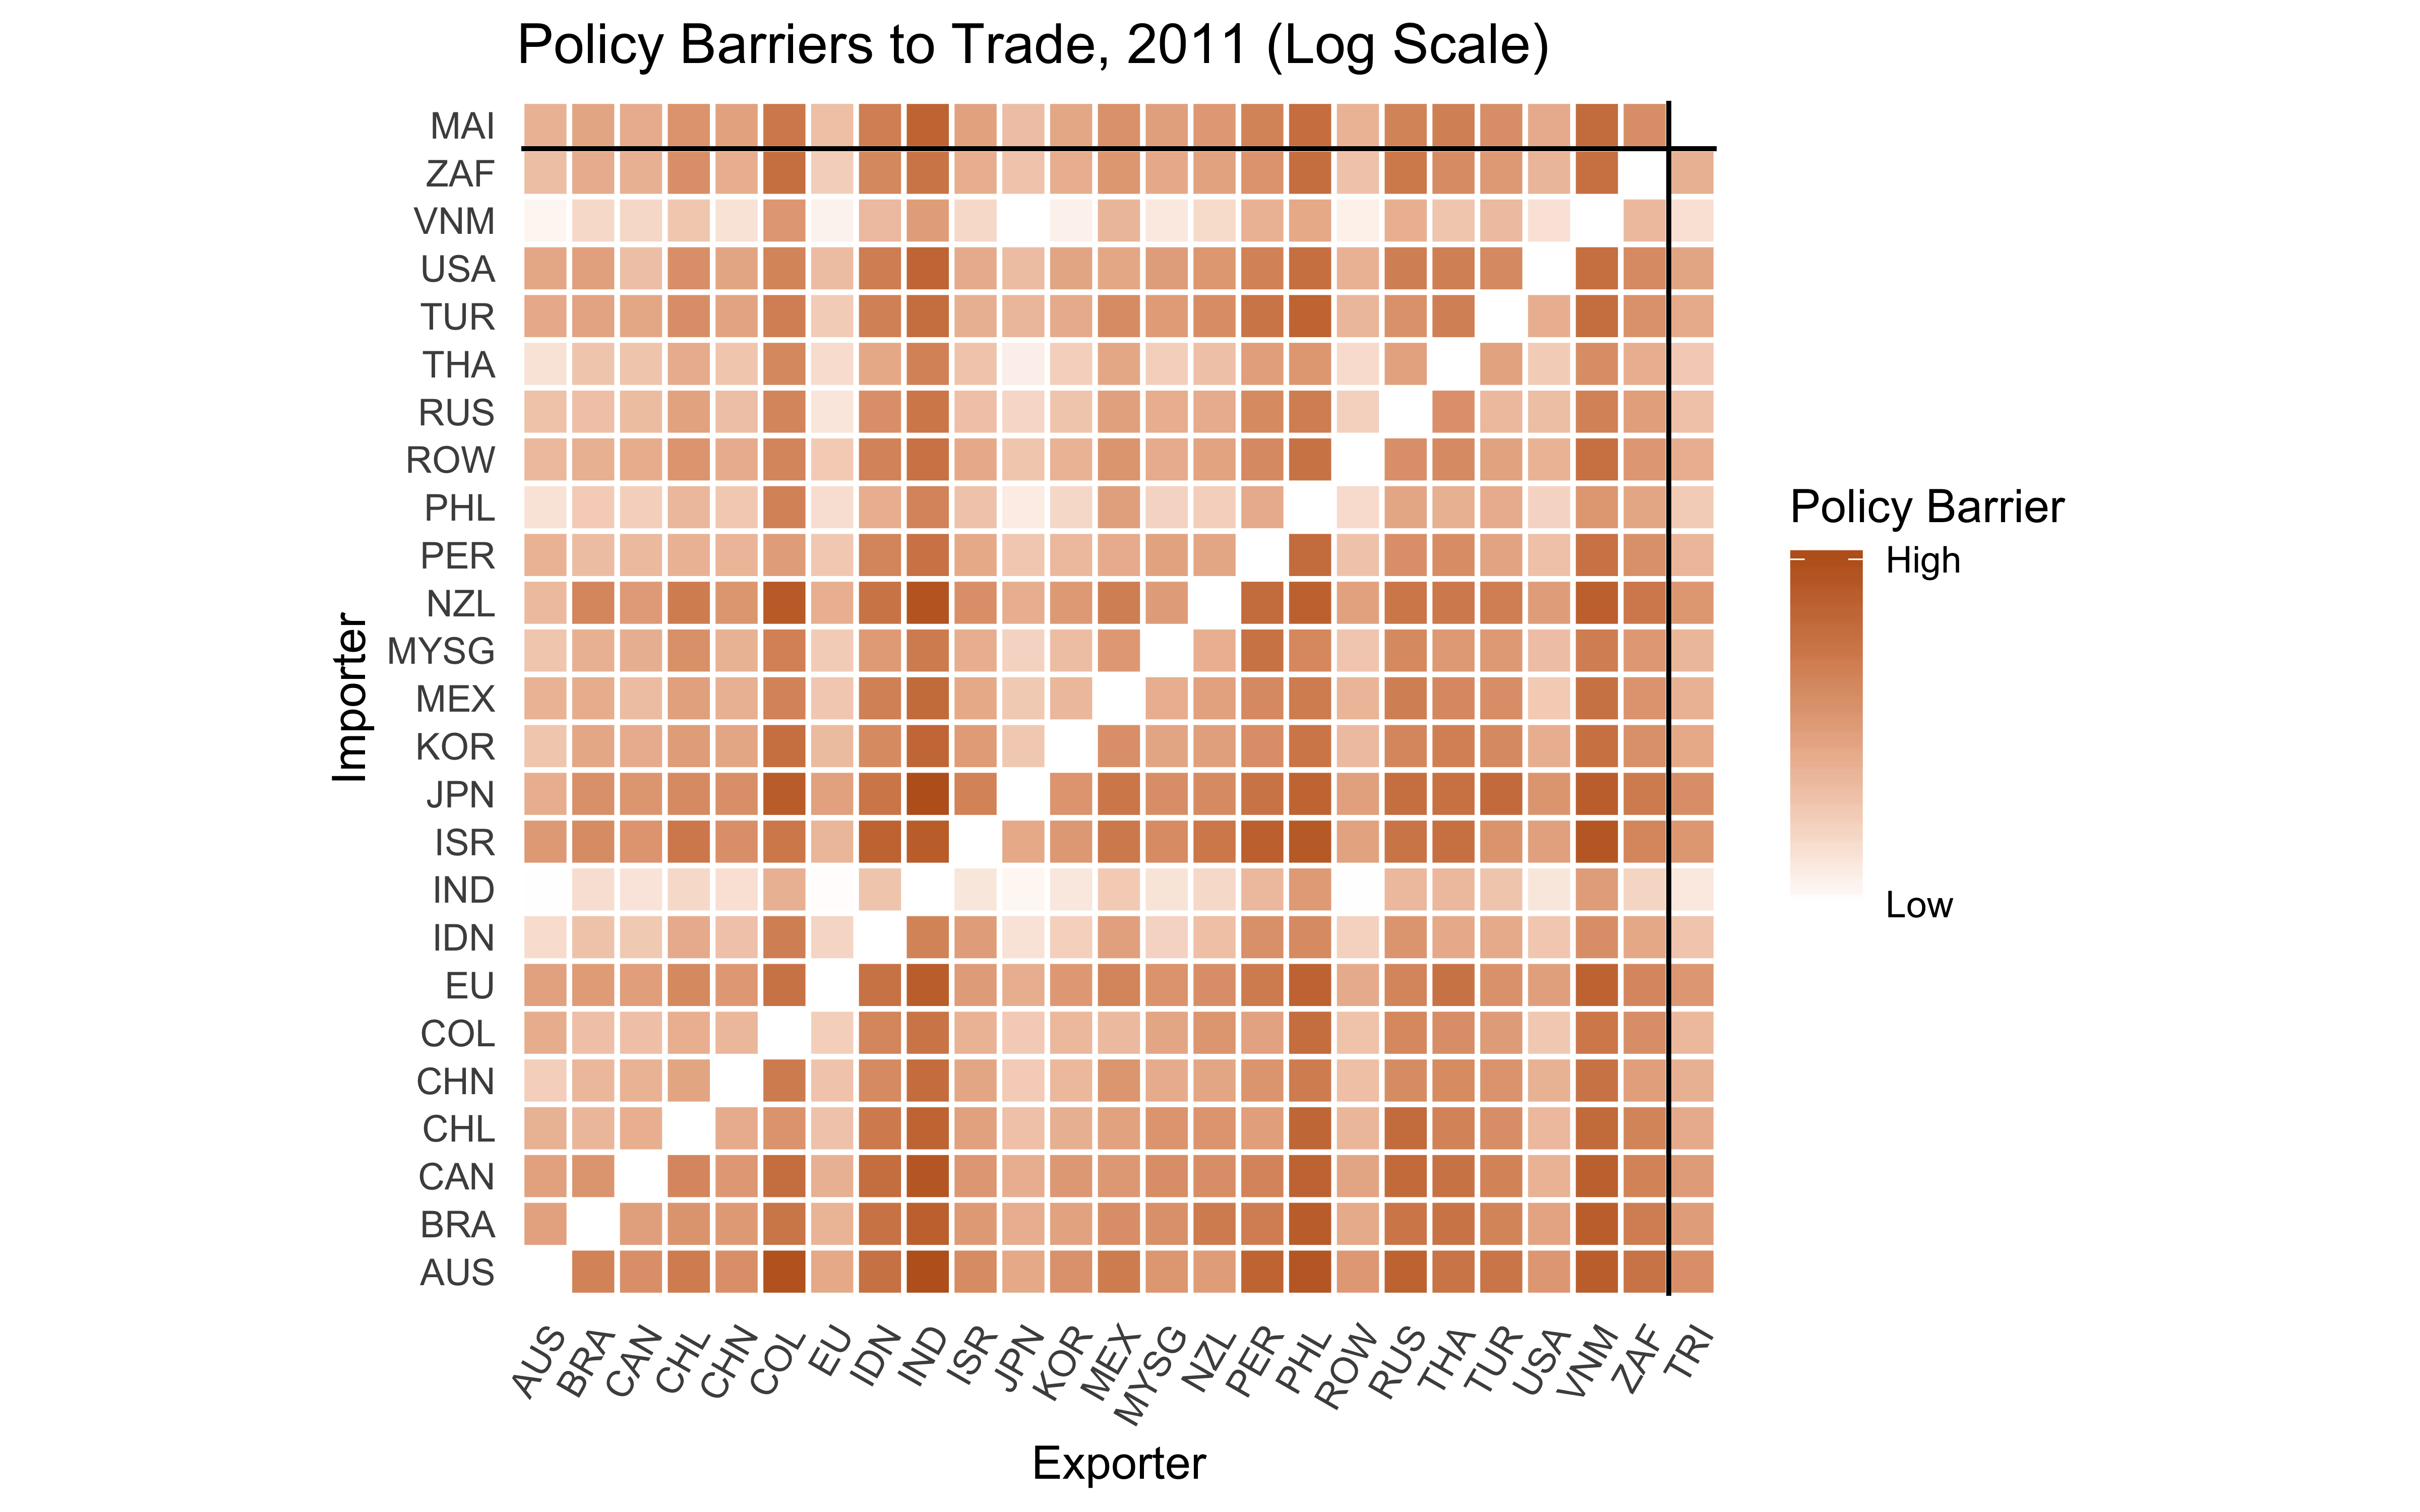 Policy Barriers to Trade, 2011 (Log Scale)
MAI
ZAF
VNM
USA
TUR
THA
RUS
ROW
PHL
PER
NZL
MYSG
MEX
KOR
JPN
ISR
IND
IDN
EU
COL
CHN
CHL
CAN
BRA
AUS
Importer
AUS
BRA
CAN
CHL
CHN
COL
EU
IDN
IND
ISR
JPN
KOR
MEX
MYSG
NZL
PER
PHL
ROW
RUS
THA
TUR
USA
VNM
ZAF
TRI
Exporter
Policy Barrier
High
Low